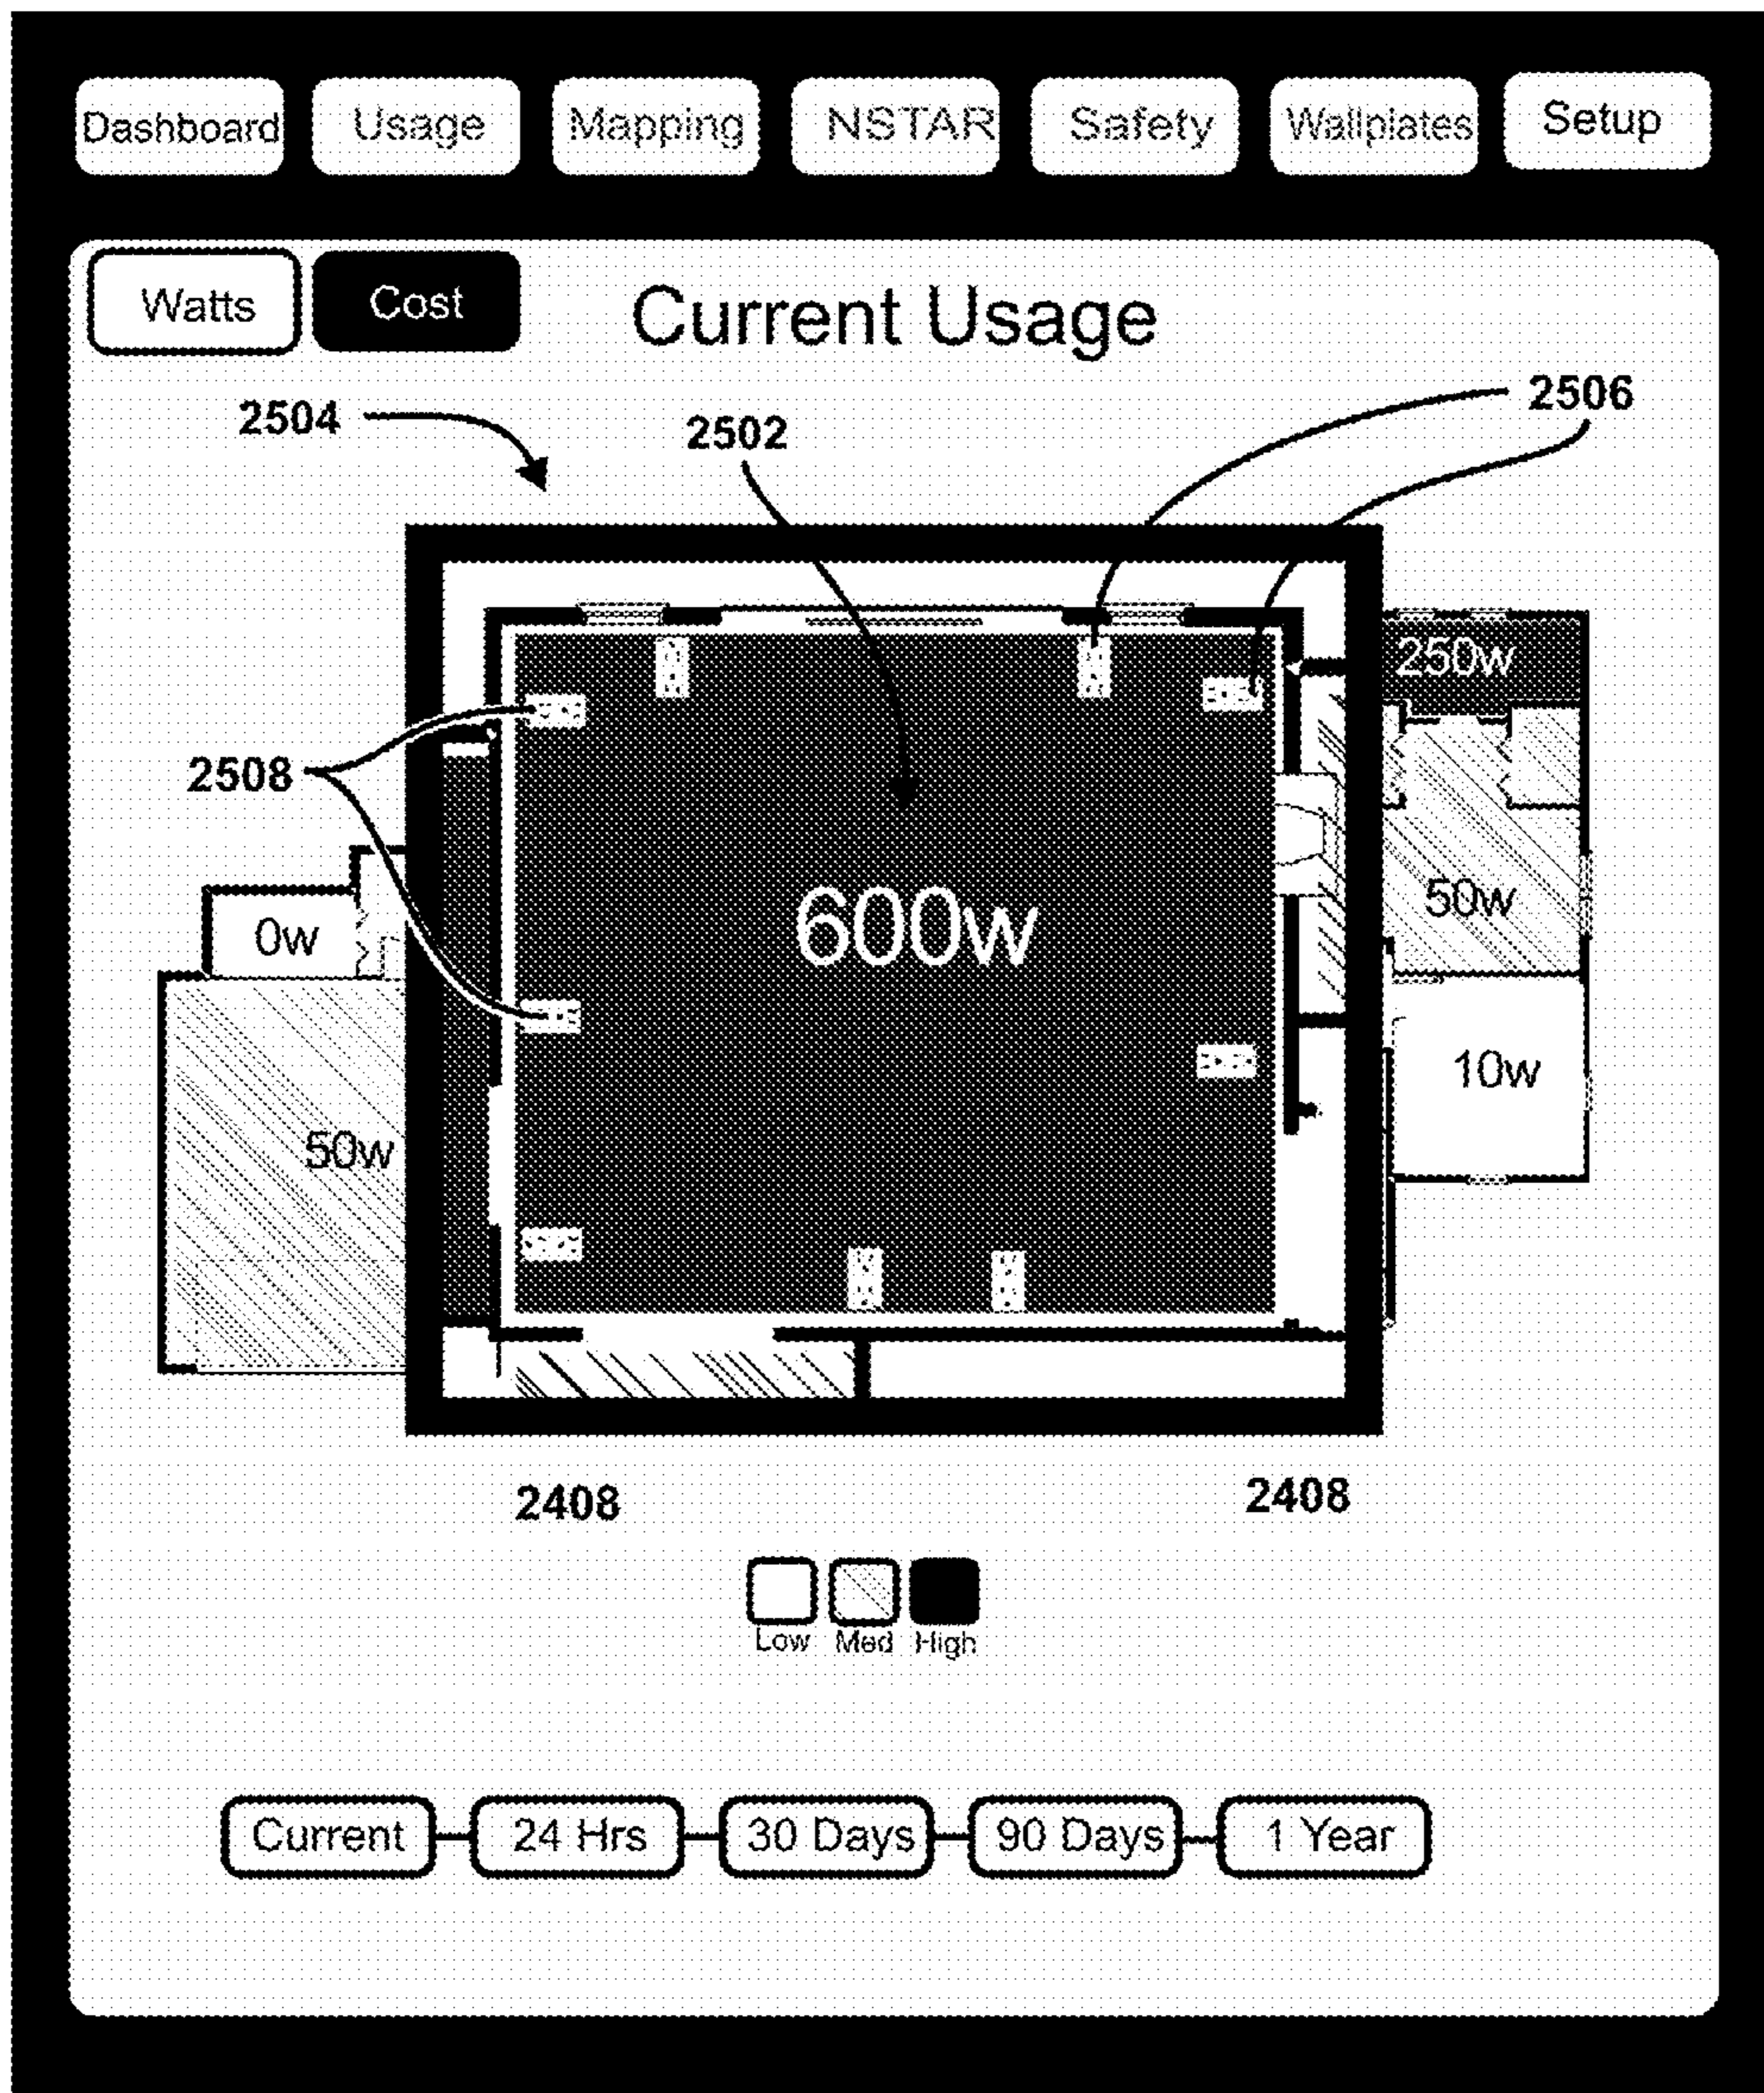 Dashboard Usage Mapping NSTAR Safety Wallplates Setup
Watts Cost Current Usage
2504 2502 2506
250w
2508
50w
600w
0w
10w
50w
2408 2408
Low Med High
Current 24 Hrs 30 Days 90 Days 1 Year